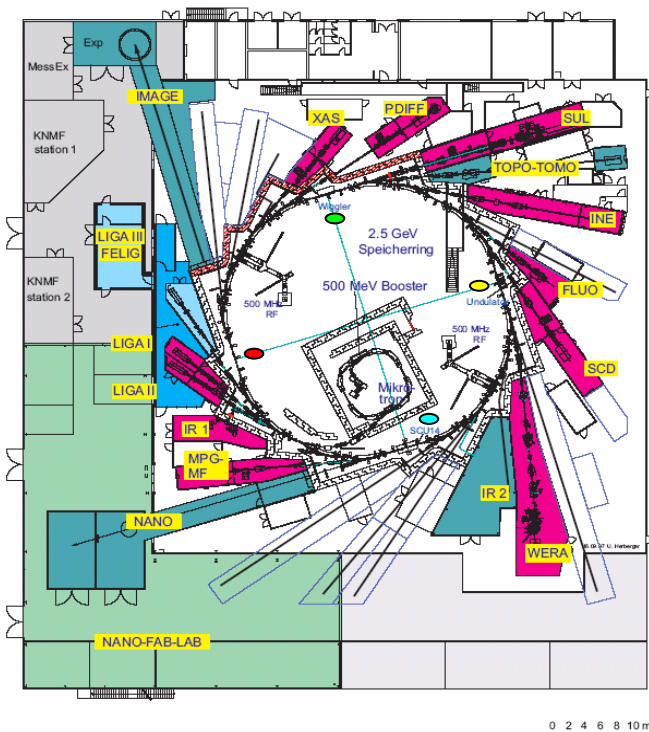 Exp
MessEx
IMAGE
XAS
PDIFF
SUL
KNMF
station 1
TOPO-TOMO
INE
Wiggler
2.5 GeV
Speicherring
LIGA III
FELIG
FLUO
KNMF
station 2
500 MHz
RF
500 MeV Booster
Undulator
500 MHz
RF
LIGA I
SCD
LIGA II
Mikro-
tron
SCU14
IR 1
MPG-
MF
IR 2
NANO
WERA
U. Herberger
NANO-FAB-LAB
0 2 4 6 8 10 m